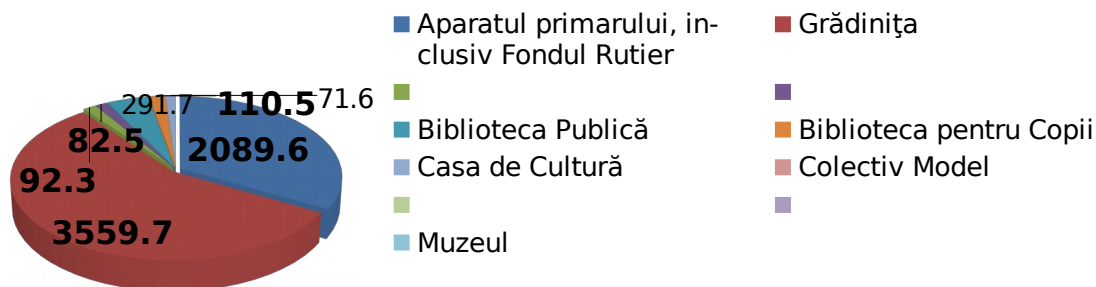 Aparatul primarului, in-
clusiv Fondul Rutier
Grădiniţa
Biblioteca Publică
Biblioteca pentru Copii
Casa de Cultură
Colectiv Model
Muzeul
291.7
110.5
71.6
82.5
2089.6
92.3
3559.7